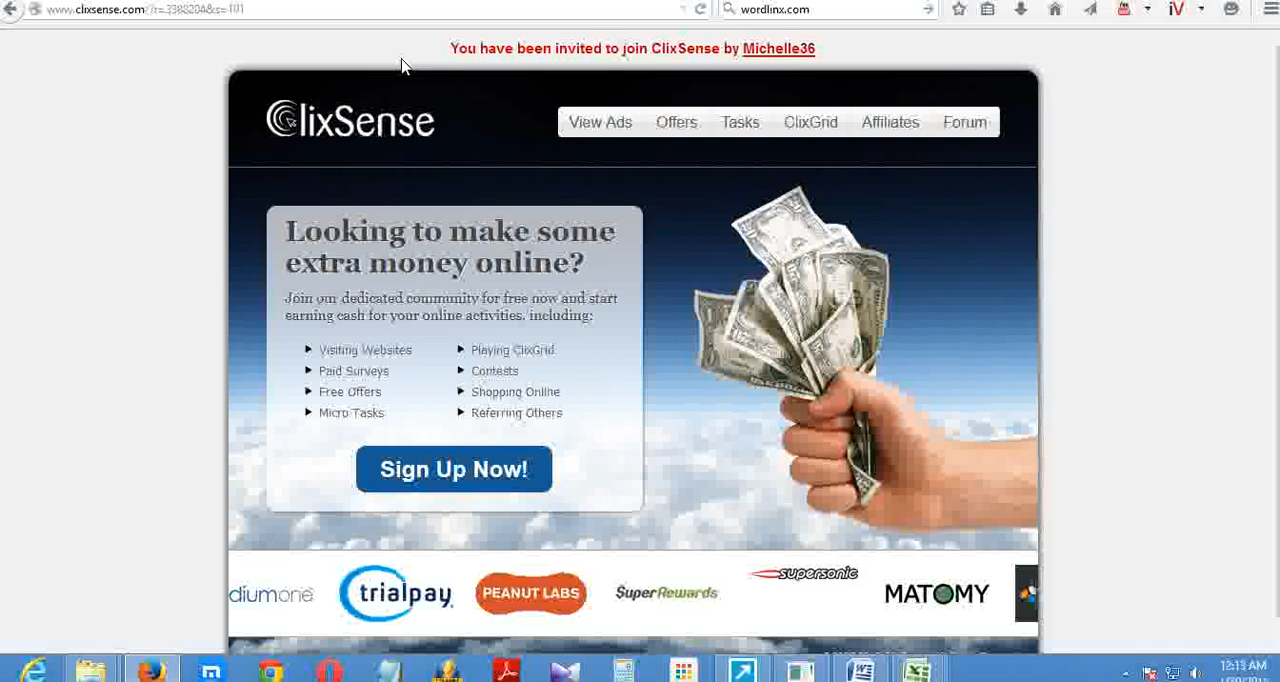 www.clixsense.com/?r=3388204&s=101
wordlinx.com
You have been invited to join ClixSense by Michelle36
ClixSense
View Ads Offers Tasks ClixGrid Affiliates Forum
Looking to make some
extra money online?
Join our dedicated community for free now and start
earning cash for your online activities, including:
Visiting Websites
Paid Surveys
Free Offers
Micro Tasks
Playing ClixGrid
Contests
Shopping Online
Referring Others
Sign Up Now!
diumone trialpay PEANUT LABS SuperRewards supersonic MATOMY
12:13 AM